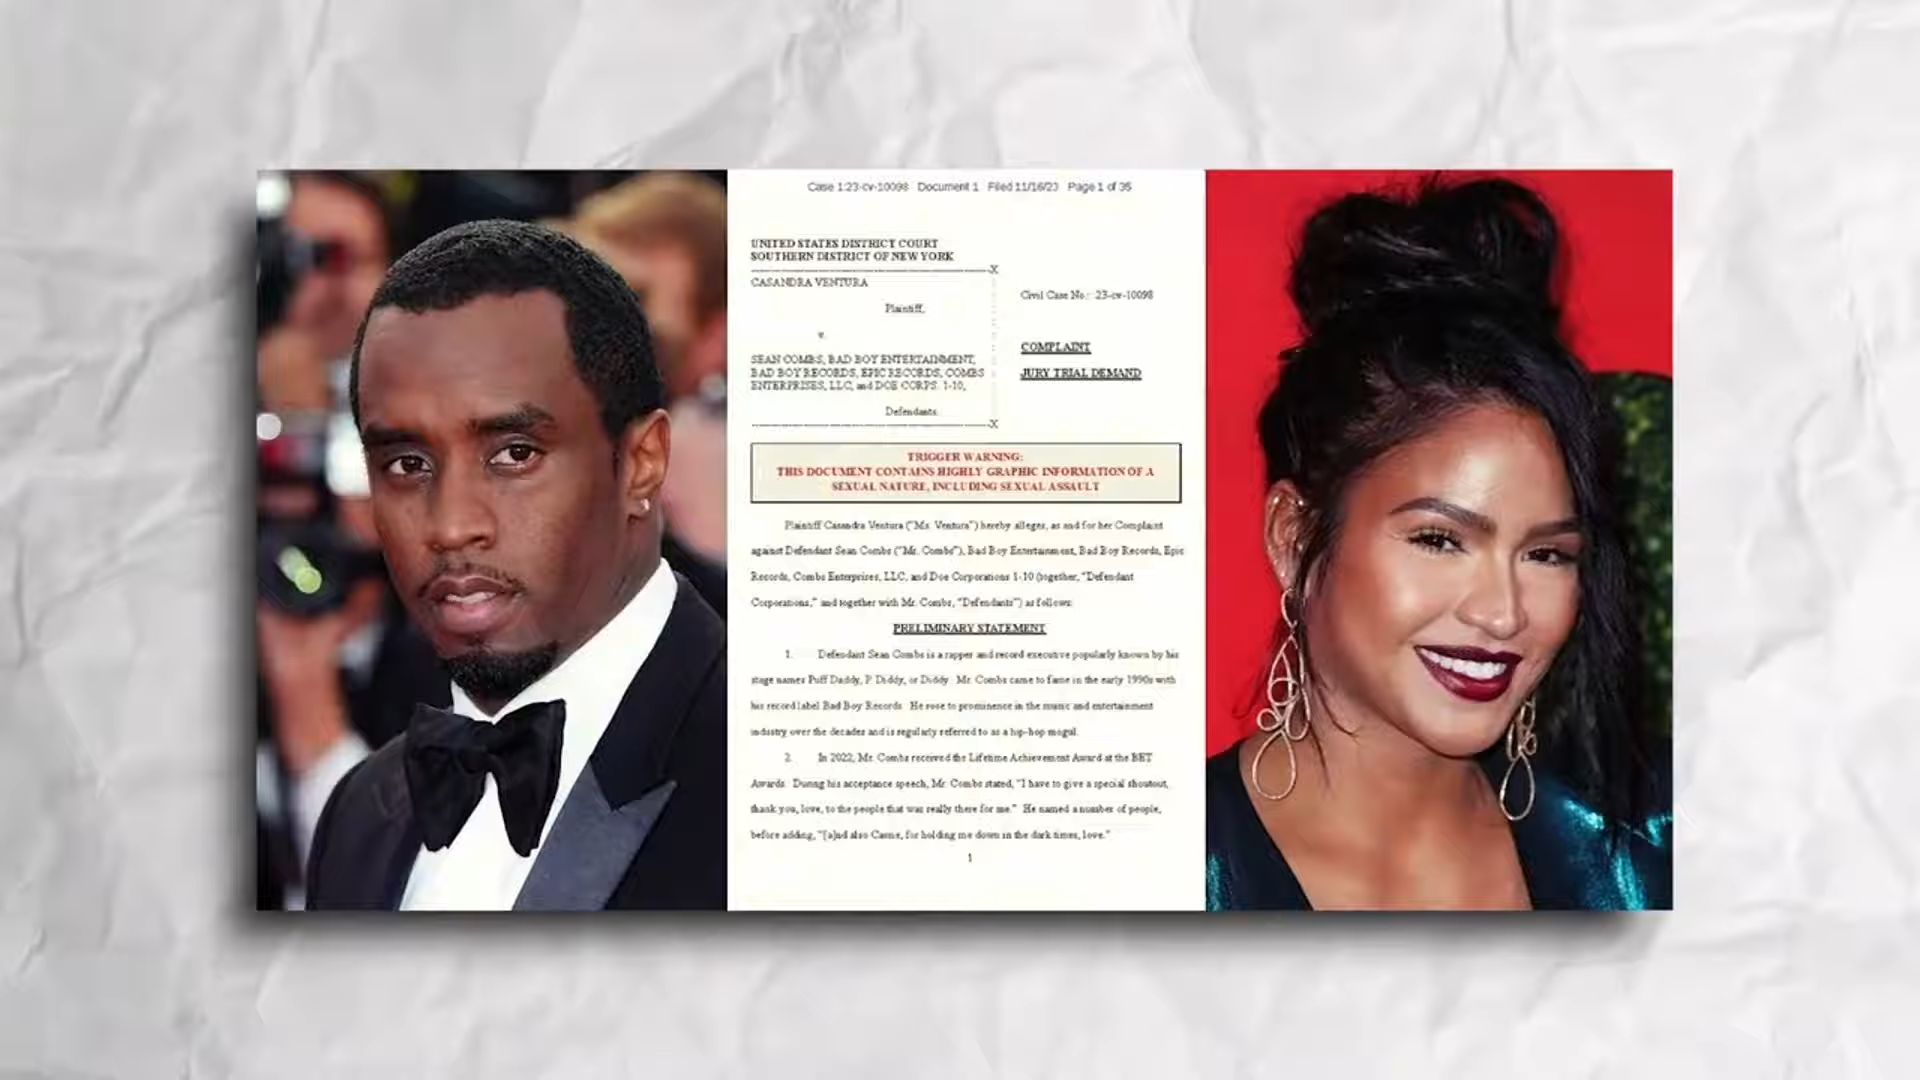 Case 1:23-cv-10098 Document 1 Filed 11/16/23 Page 1 of 35
UNITED STATES DISTRICT COURT
SOUTHERN DISTRICT OF NEW YORK
-----------------------------------------------------------X
CASANDRA VENTURA
Plaintiff,
v.
SEAN COMBS, BAD BOY ENTERTAINMENT,
BAD BOY RECORDS, EPIC RECORDS, COMBS
ENTERPRISES, LLC, and DOE CORPS. 1-10,
Defendants.
-----------------------------------------------------------X
Civil Case No.: 23-cv-10098
COMPLAINT
JURY TRIAL DEMAND
TRIGGER WARNING:
THIS DOCUMENT CONTAINS HIGHLY GRAPHIC INFORMATION OF A
SEXUAL NATURE, INCLUDING SEXUAL ASSAULT
Plaintiff Casandra Ventura ("Ms. Ventura") hereby alleges, as and for her Complaint
against Defendant Sean Combs ("Mr. Combs"), Bad Boy Entertainment, Bad Boy Records, Epic
Records, Combs Enterprises, LLC, and Doe Corporations 1-10 (together, "Defendant
Corporations," and together with Mr. Combs, "Defendants") as follows:
PRELIMINARY STATEMENT
1. Defendant Sean Combs is a rapper and record executive popularly known by his
stage names Puff Daddy, P. Diddy, or Diddy. Mr. Combs came to fame in the early 1990s with
his record label Bad Boy Records. He rose to prominence in the music and entertainment
industry over the decades and is regularly referred to as a hip-hop mogul.
2. In 2022, Mr. Combs received the Lifetime Achievement Award at the BET
Awards. During his acceptance speech, Mr. Combs stated, "I have to give a special shoutout,
thank you, love, to the people that was really there for me." He named a number of people,
before adding, "[a]nd also Cassie, for holding me down in the dark times, love."
1